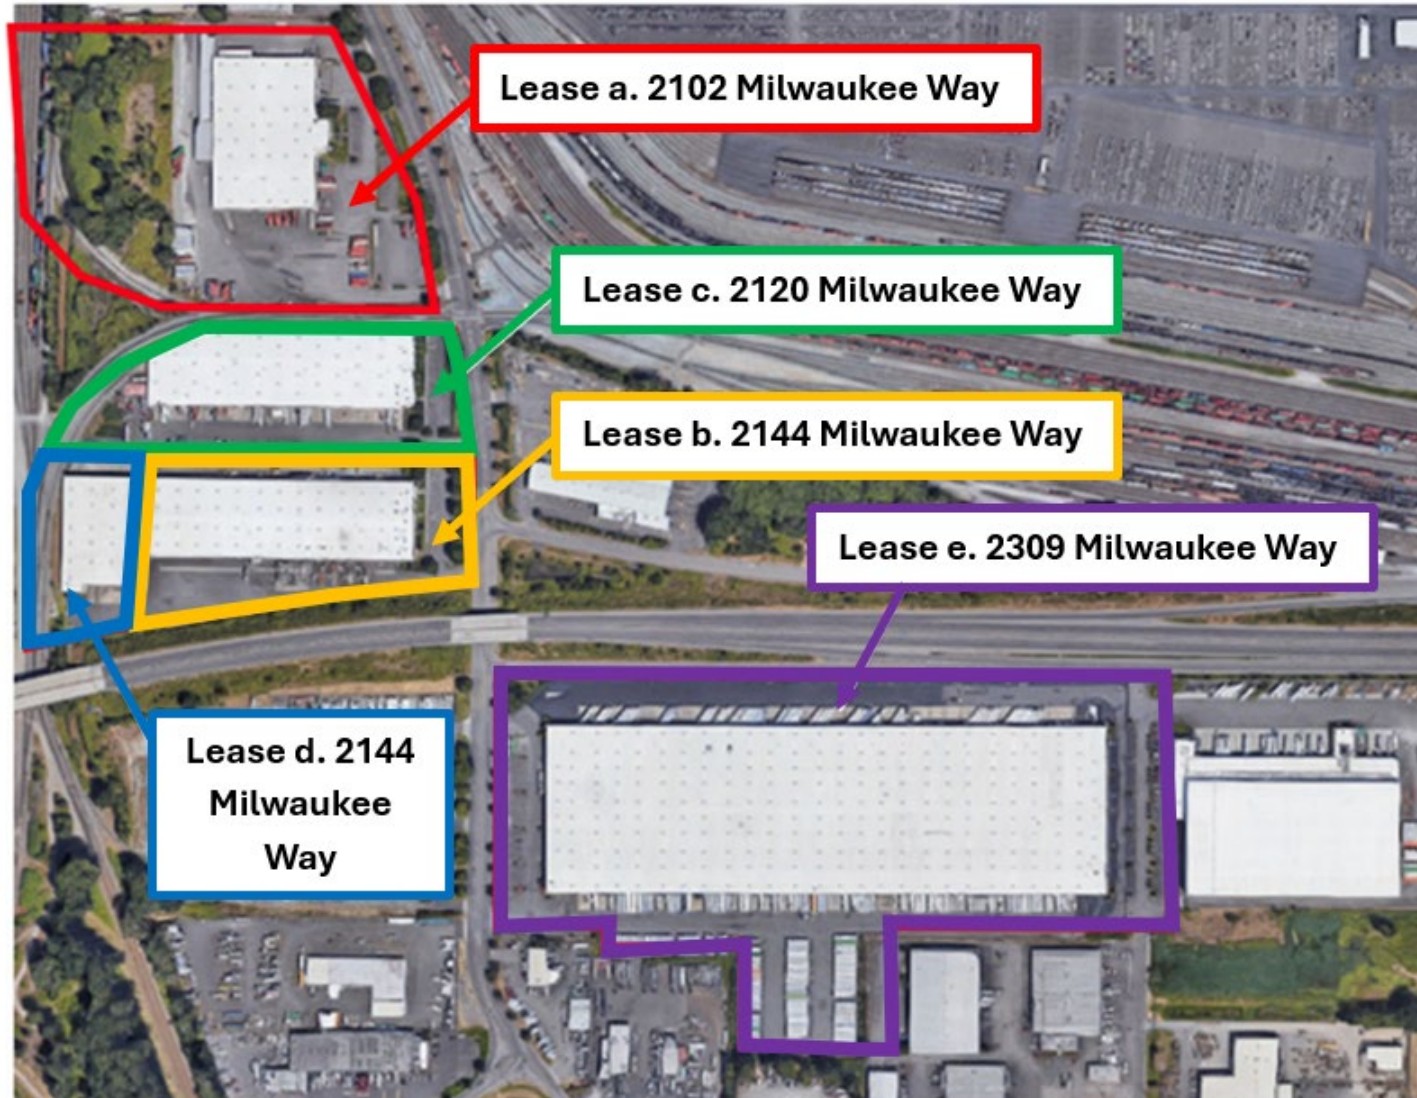 Lease a. 2102 Milwaukee Way
Lease c. 2120 Milwaukee Way
Lease b. 2144 Milwaukee Way
Lease e. 2309 Milwaukee Way
Lease d. 2144
Milwaukee
Way